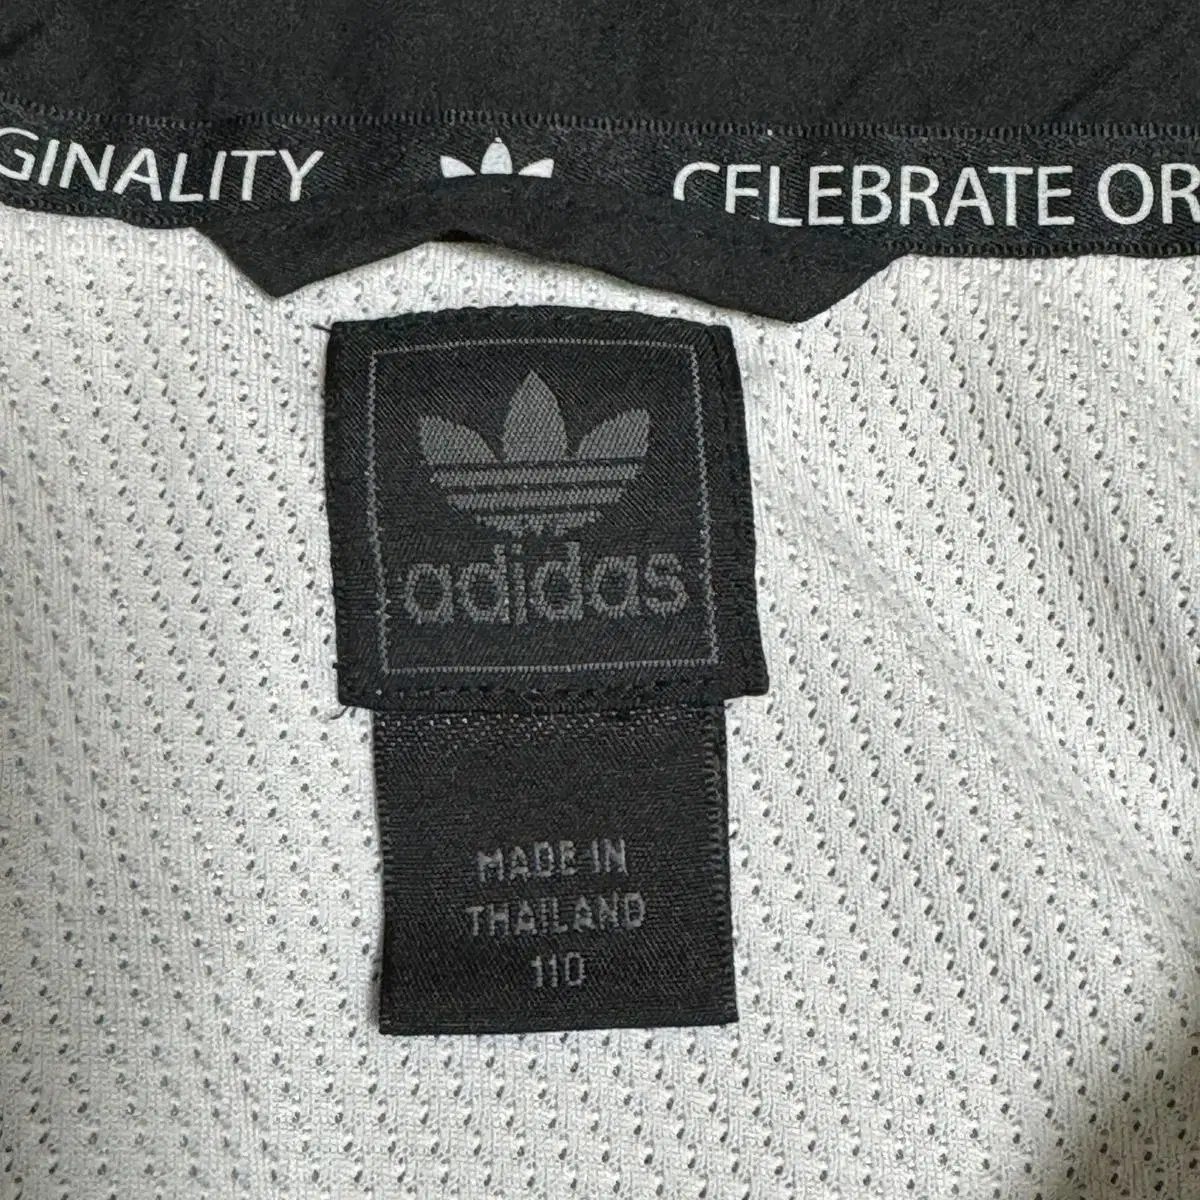 GINALITY CELEBRATE OR
adidas
MADE IN
THAILAND
110